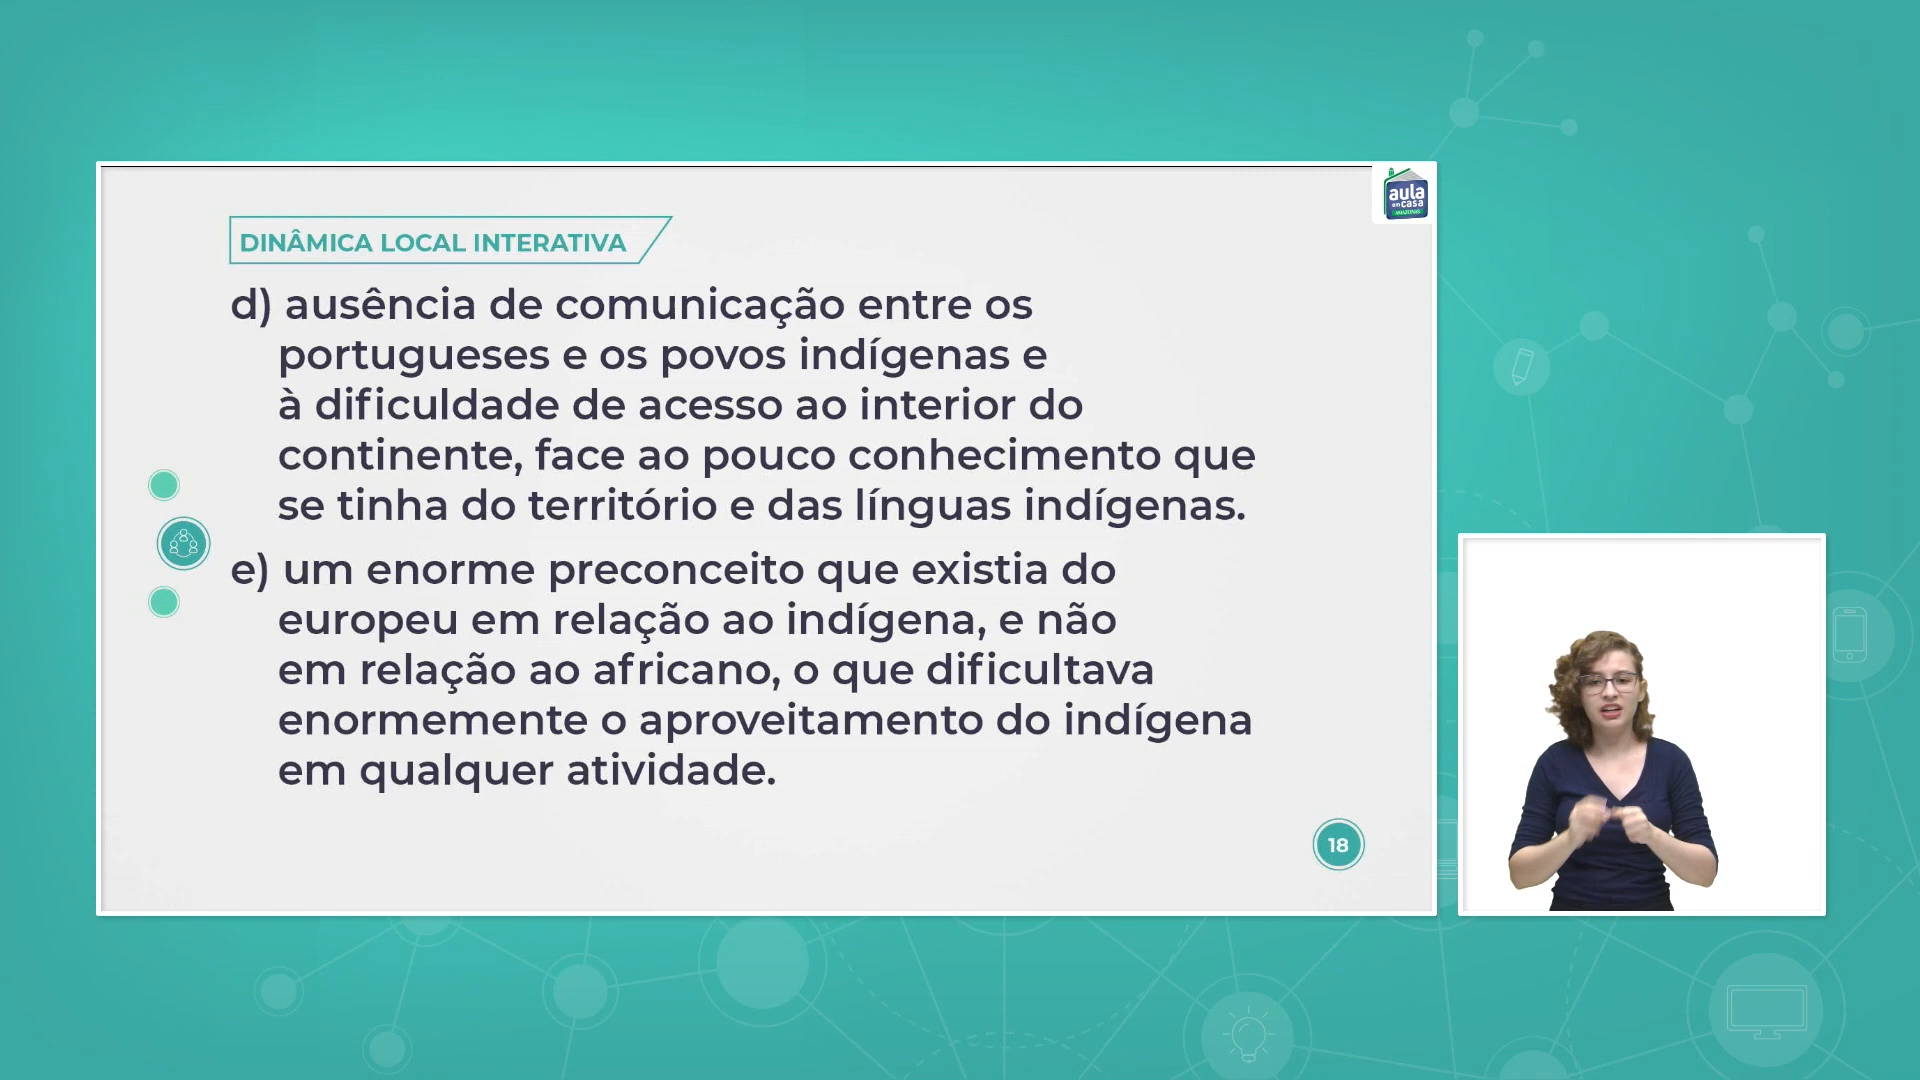 aula
em casa
AMAZONAS
DINÂMICA LOCAL INTERATIVA
d) ausência de comunicação entre os
portugueses e os povos indígenas e
à dificuldade de acesso ao interior do
continente, face ao pouco conhecimento que
se tinha do território e das línguas indígenas.
e) um enorme preconceito que existia do
europeu em relação ao indígena, e não
em relação ao africano, o que dificultava
enormemente o aproveitamento do indígena
em qualquer atividade.
18